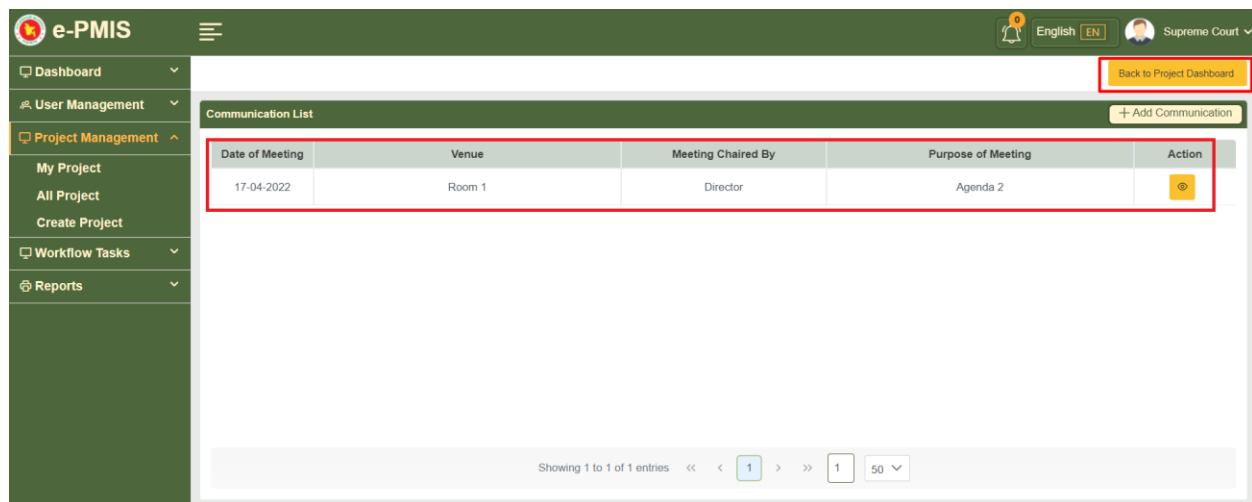 e-PMIS
0
English EN
Supreme Court
Dashboard
Back to Project Dashboard
User Management
Communication List
+ Add Communication
Project Management
Date of Meeting Venue Meeting Chaired By Purpose of Meeting Action
My Project
17-04-2022 Room 1 Director Agenda 2
All Project
Create Project
Workflow Tasks
Reports
Showing 1 to 1 of 1 entries << < 1 > >> 1 50